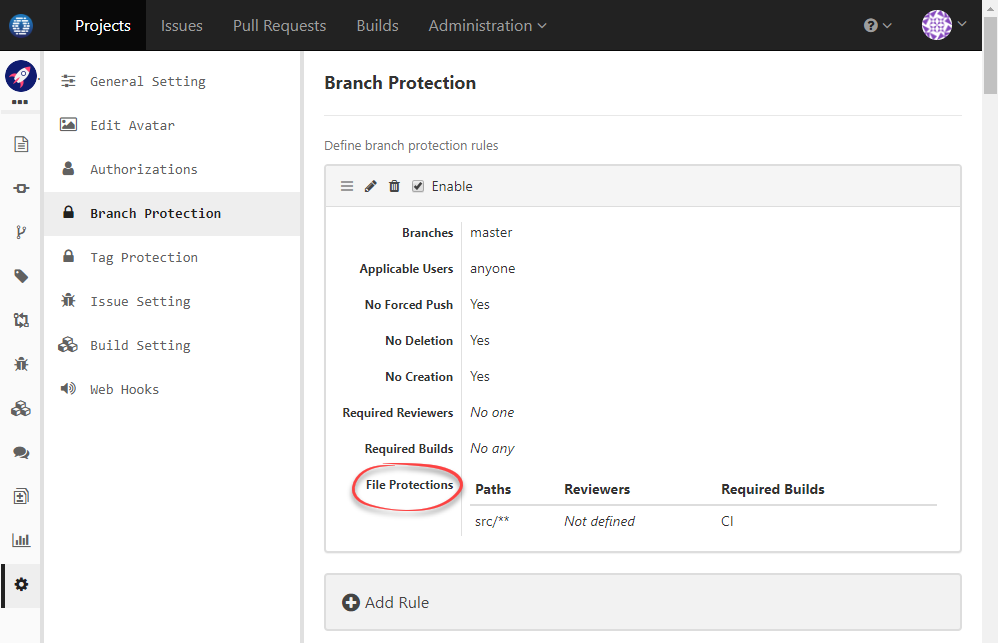 Projects Issues Pull Requests Builds Administration
General Setting
Edit Avatar
Authorizations
Branch Protection
Tag Protection
Issue Setting
Build Setting
Web Hooks
Branch Protection
Define branch protection rules
Enable
Branches master
Applicable Users anyone
No Forced Push Yes
No Deletion Yes
No Creation Yes
Required Reviewers No one
Required Builds No any
File Protections
Paths Reviewers Required Builds
src/** Not defined CI
Add Rule